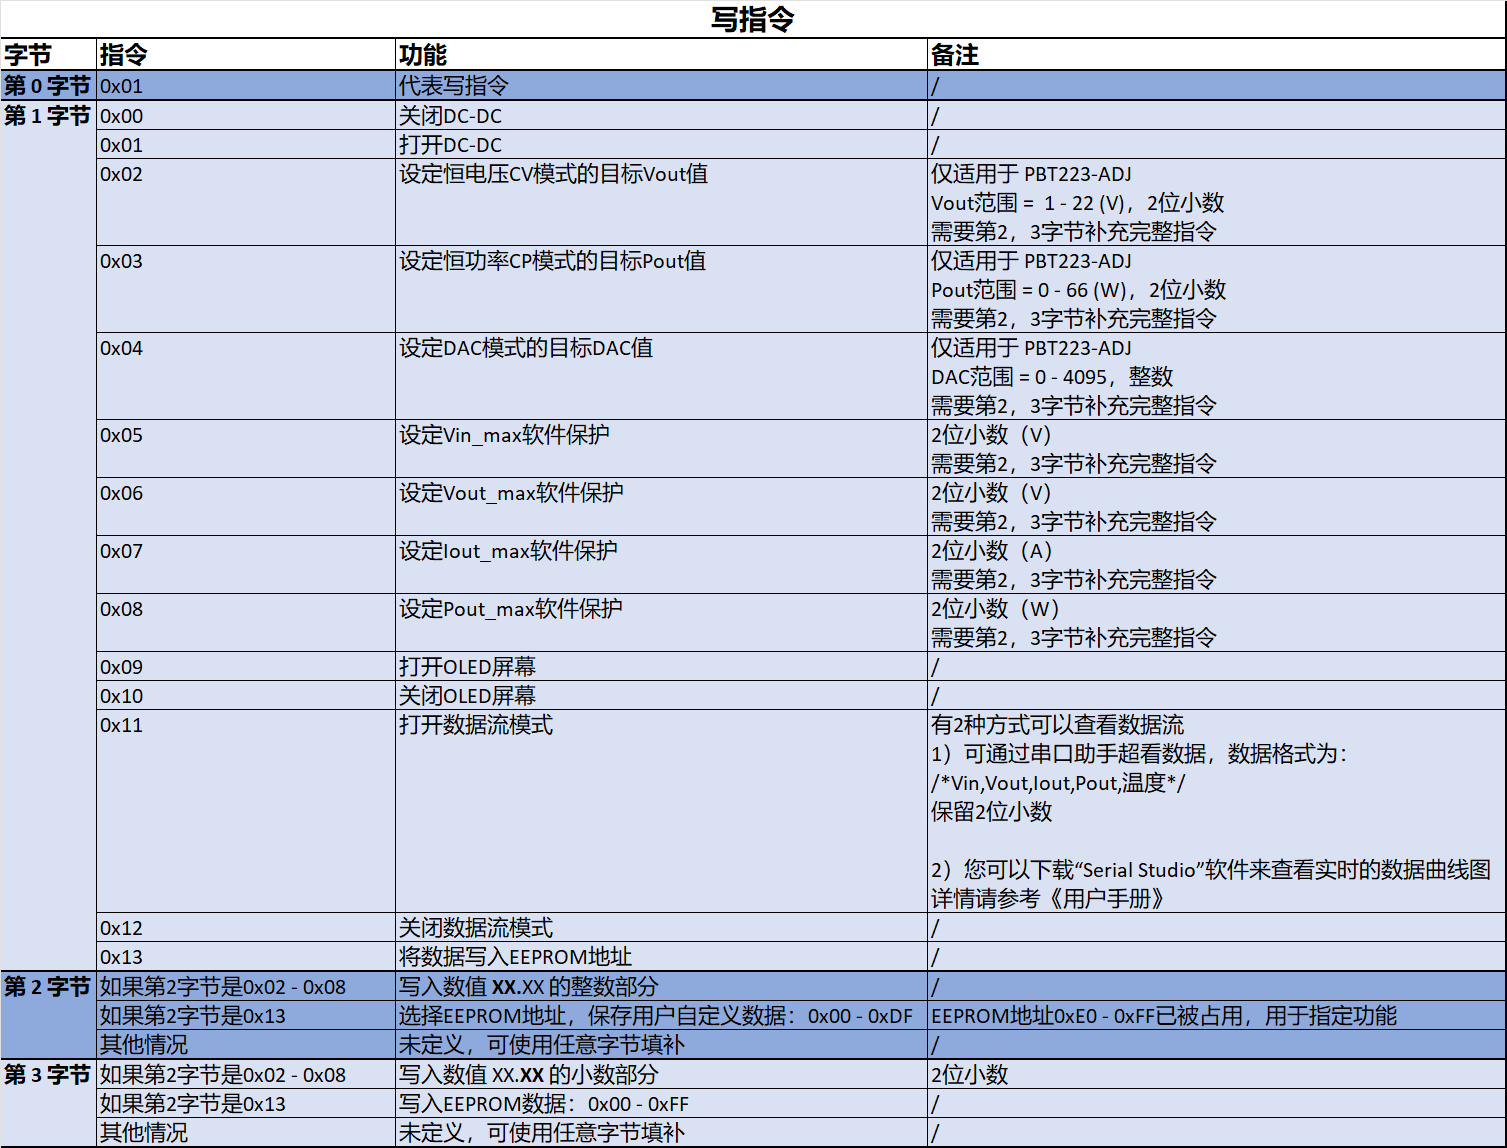 写指令
字节 指令 功能 备注
第 0 字节 0x01 代表写指令 /
第 1 字节 0x00 关闭DC-DC /
0x01 打开DC-DC /
0x02 设定恒电压CV模式的目标Vout值 仅适用于 PBT223-ADJ
Vout范围 = 1 - 22 (V)，2位小数
需要第2，3字节补充完整指令
0x03 设定恒功率CP模式的目标Pout值 仅适用于 PBT223-ADJ
Pout范围 = 0 - 66 (W)，2位小数
需要第2，3字节补充完整指令
0x04 设定DAC模式的目标DAC值 仅适用于 PBT223-ADJ
DAC范围 = 0 - 4095，整数
需要第2，3字节补充完整指令
0x05 设定Vin_max软件保护 2位小数（V）
需要第2，3字节补充完整指令
0x06 设定Vout_max软件保护 2位小数（V）
需要第2，3字节补充完整指令
0x07 设定Iout_max软件保护 2位小数（A）
需要第2，3字节补充完整指令
0x08 设定Pout_max软件保护 2位小数（W）
需要第2，3字节补充完整指令
0x09 打开OLED屏幕 /
0x10 关闭OLED屏幕 /
0x11 打开数据流模式 有2种方式可以查看数据流
1）可通过串口助手超看数据，数据格式为：
/*Vin,Vout,Iout,Pout,温度*/
保留2位小数
2）您可以下载“Serial Studio”软件来查看实时的数据曲线图
详情请参考《用户手册》
0x12 关闭数据流模式 /
0x13 将数据写入EEPROM地址 /
第 2 字节 如果第2字节是0x02 - 0x08 写入数值 XX.XX 的整数部分 /
如果第2字节是0x13 选择EEPROM地址，保存用户自定义数据：0x00 - 0xDF EEPROM地址0xE0 - 0xFF已被占用，用于指定功能
其他情况 未定义，可使用任意字节填补 /
第 3 字节 如果第2字节是0x02 - 0x08 写入数值 XX.XX 的小数部分 2位小数
如果第2字节是0x13 写入EEPROM数据：0x00 - 0xFF /
其他情况 未定义，可使用任意字节填补 /